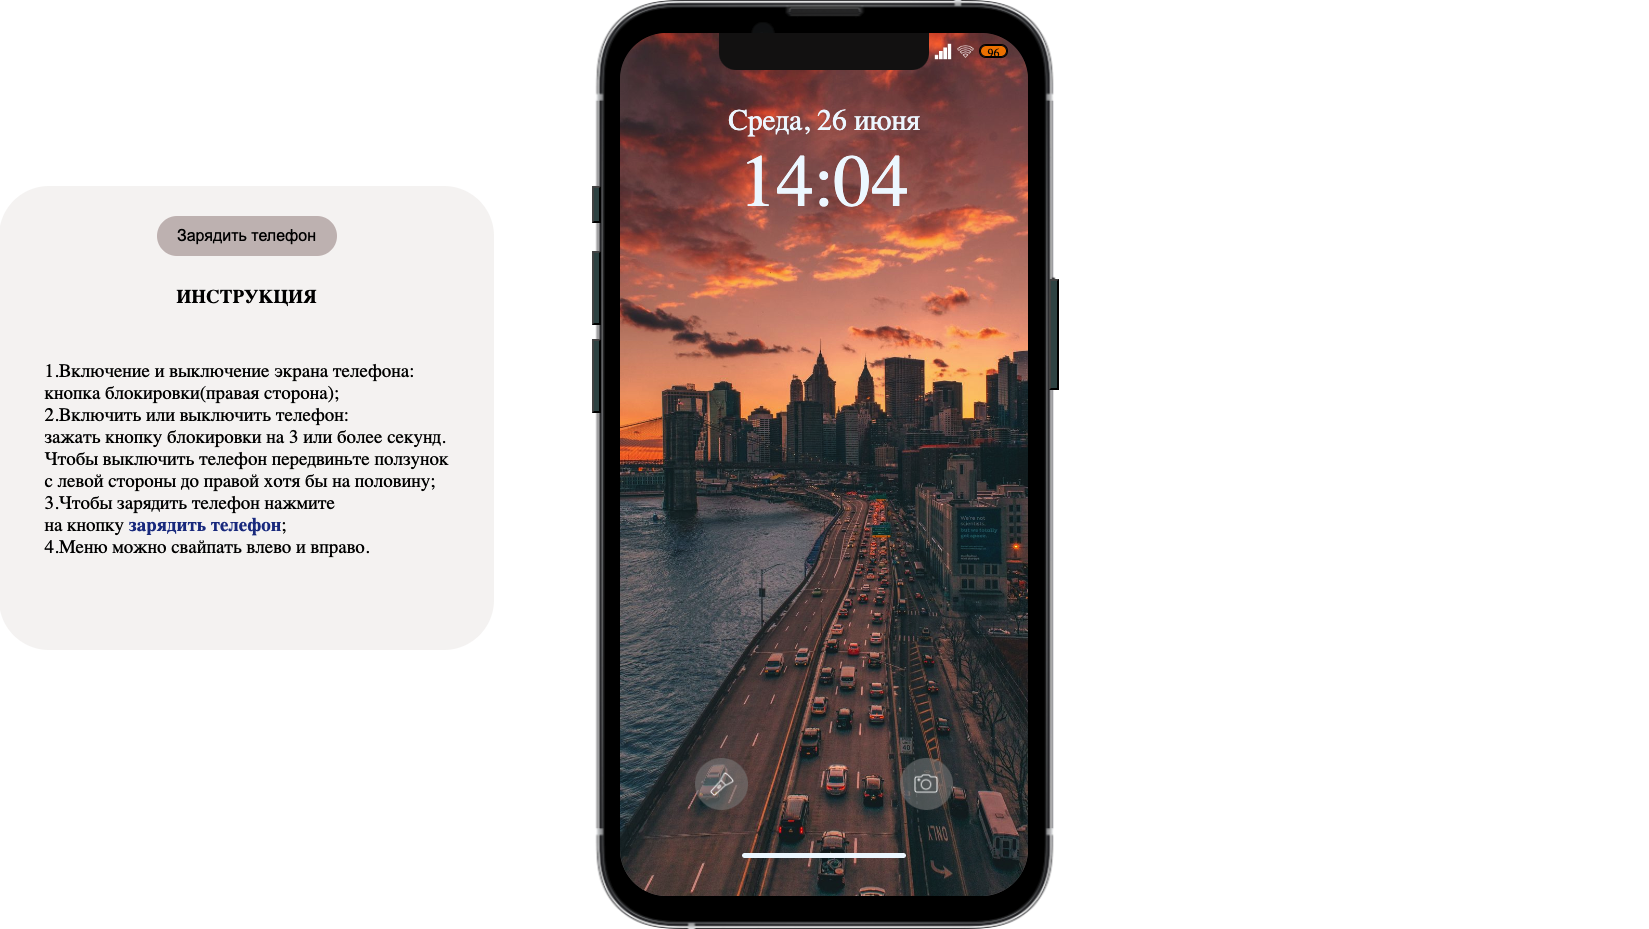 Зарядить телефон
ИНСТРУКЦИЯ
1.Включение и выключение экрана телефона:
кнопка блокировки(правая сторона);
2.Включить или выключить телефон:
зажать кнопку блокировки на 3 или более секунд.
Чтобы выключить телефон передвиньте ползунок
с левой стороны до правой хотя бы на половину;
3.Чтобы зарядить телефон нажмите
на кнопку зарядить телефон;
4.Меню можно свайпать влево и вправо.
96
Среда, 26 июня
14:04
ONLY